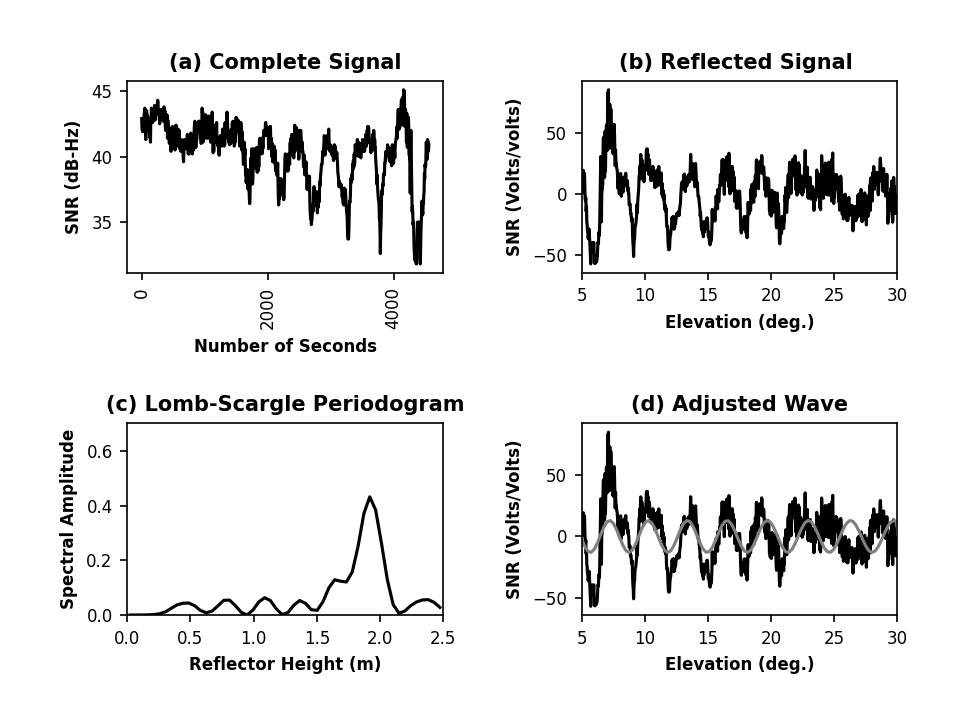 (a) Complete Signal
SNR (dB-Hz)
45
40
35
0
2000
4000
Number of Seconds
(b) Reflected Signal
SNR (Volts/volts)
50
0
−50
5
10
15
20
25
30
Elevation (deg.)
(c) Lomb-Scargle Periodogram
Spectral Amplitude
0.6
0.4
0.2
0.0
0.0
0.5
1.0
1.5
2.0
2.5
Reflector Height (m)
(d) Adjusted Wave
SNR (Volts/Volts)
50
0
−50
5
10
15
20
25
30
Elevation (deg.)